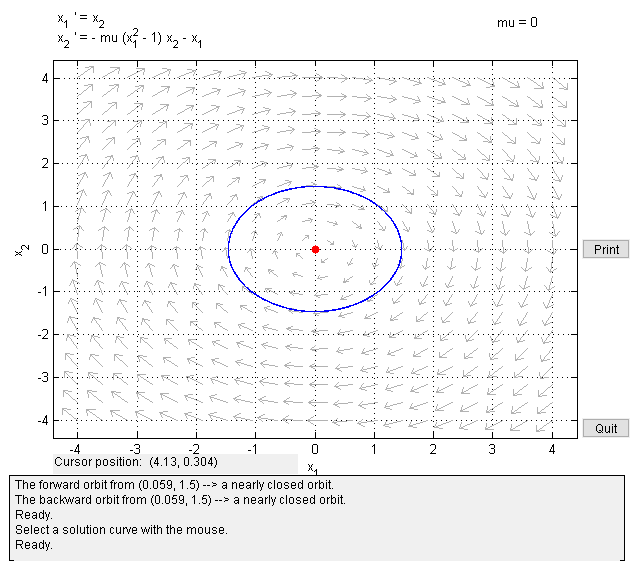 x₁ ' = x₂
x₂ ' = - mu (x₁² - 1) x₂ - x₁
mu = 0
4
3
2
1
0
-1
-2
-3
-4
x₂
-4 -3 -2 -1 0 1 2 3 4
x₁
Print
Quit
Cursor position: (4.13, 0.304)
The forward orbit from (0.059, 1.5) --> a nearly closed orbit.
The backward orbit from (0.059, 1.5) --> a nearly closed orbit.
Ready.
Select a solution curve with the mouse.
Ready.